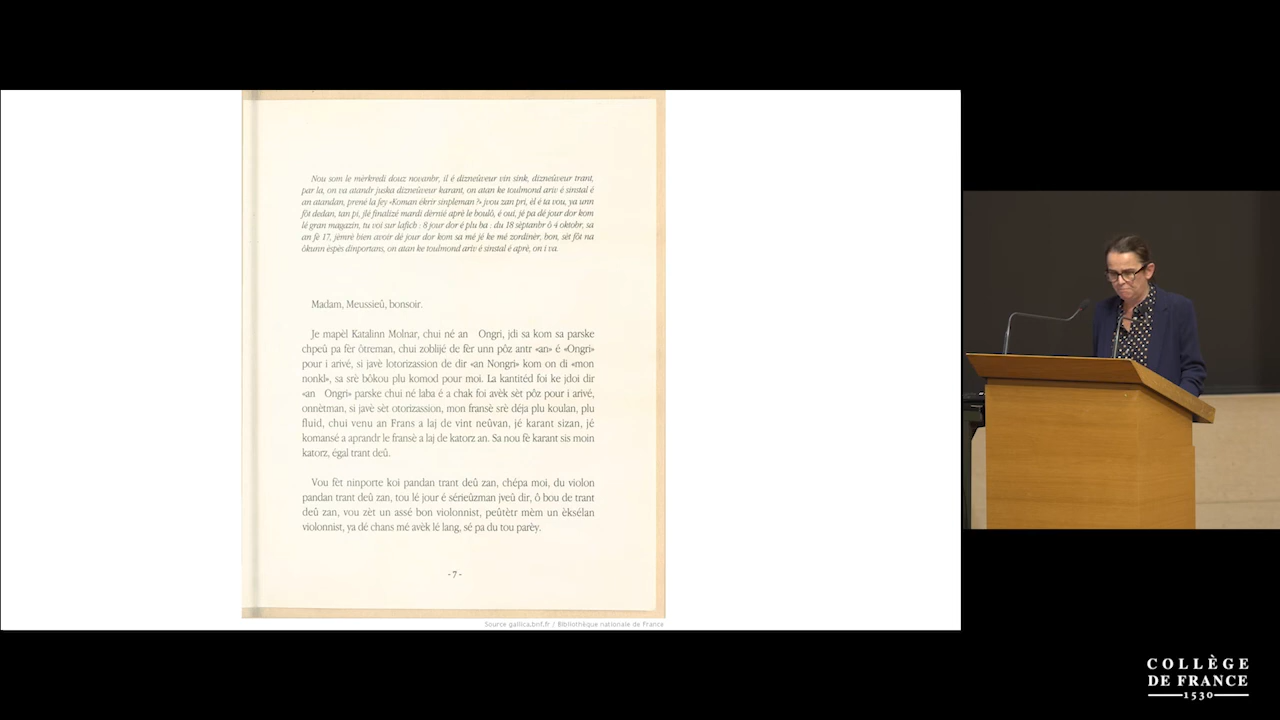 Nou som le mèrkredi douz novanbr, il é dizneûveur vin sink, dizneûveur trant,
par la, on va atandr juska dizneûveur karant, on atan ke toulmond ariv é sinstal é
an atandan, prené la fey «Koman ékrir sinpleman ?» jvou zan pri, èl é ta vou, ya unn
fôt dedan, tan pi, jlé finalizé mardi dèrnié aprè le boulô, é oui, jé pa dé jour dor kom
lé gran magazin, tu voi sur lafich : 8 jour dor é plu ba : du 18 sèptanbr ô 4 oktobr, sa
an fè 17, jèmrè bien avoir dé jour dor kom sa mé jé ke mé zordinèr, bon, sèt fôt na
ôkunn èspès dinportans, on atan ke toulmond ariv é sinstal é aprè, on i va.
Madam, Meussieû, bonsoir.
Je mapèl Katalinn Molnar, chui né an Ongri, jdi sa kom sa parske
chpeû pa fèr ôtreman, chui zoblijé de fèr unn pôz antr «an» é «Ongri»
pour i arivé, si javè lotorizassion de dir «an Nongri» kom on di «mon
nonkl», sa srè bôkou plu komod pour moi. La kantitéd foi ke jdoi dir
«an Ongri» parske chui né laba é a chak foi avèk sèt pôz pour i arivé,
onnètman, si javè sèt otorizassion, mon fransè srè déja plu koulan, plu
fluid, chui venu an Frans a laj de vint neûvan, jé karant sizan, jé
komansé a aprandr le fransè a laj de katorz an. Sa nou fè karant sis moin
katorz, égal trant deû.
Vou fèt ninporte koi pandan trant deû zan, chépa moi, du violon
pandan trant deû zan, tou lé jour é sérieûzman jveû dir, ô bou de trant
deû zan, vou zèt un assé bon violonnist, peûtètr mèm un èksélan
violonnist, ya dé chans mé avèk lé lang, sé pa du tou parèy.
- 7 -
Source gallica.bnf.fr / Bibliothèque nationale de France
COLLÈGE
DE FRANCE
1530